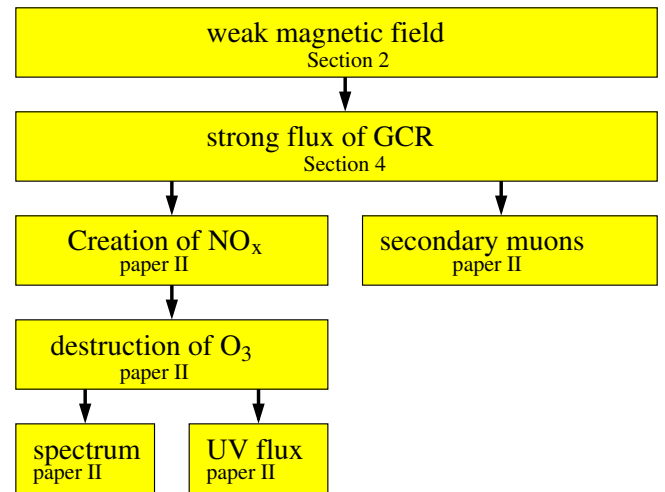 weak magnetic field
Section 2
strong flux of GCR
Section 4
Creation of NOₓ
paper II
secondary muons
paper II
destruction of O₃
paper II
spectrum
paper II
UV flux
paper II